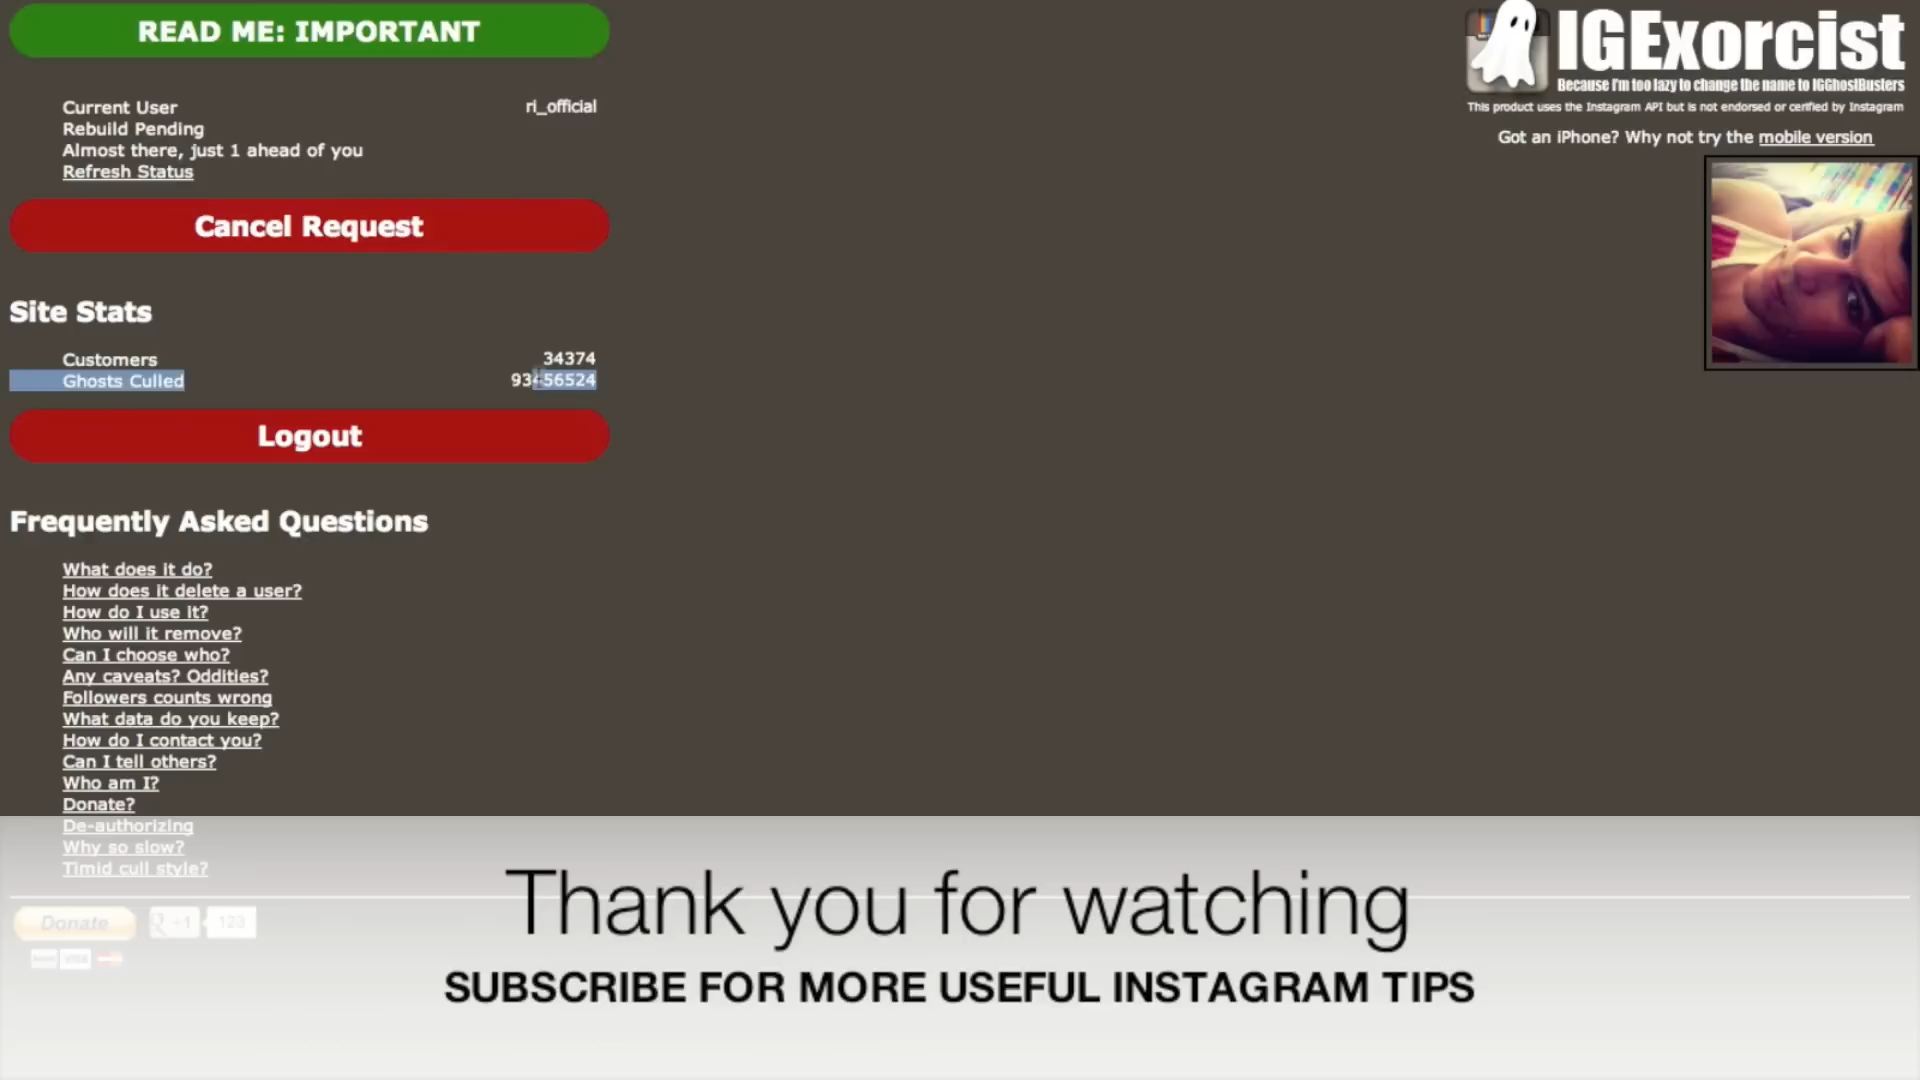 READ ME: IMPORTANT
Current User ri_official
Rebuild Pending
Almost there, just 1 ahead of you
Refresh Status
Cancel Request
Site Stats
Customers 34374
Ghosts Culled 93456524
Logout
Frequently Asked Questions
What does it do?
How does it delete a user?
How do I use it?
Who will it remove?
Can I choose who?
Any caveats? Oddities?
Followers counts wrong
What data do you keep?
How do I contact you?
Can I tell others?
Who am I?
Donate?
De-authorizing
Why so slow?
Timid cull style?
Donate +1 123
IGExorcist
Because I'm too lazy to change the name to IGGhostBusters
This product uses the Instagram API but is not endorsed or cerified by Instagram
Got an iPhone? Why not try the mobile version
Thank you for watching
SUBSCRIBE FOR MORE USEFUL INSTAGRAM TIPS